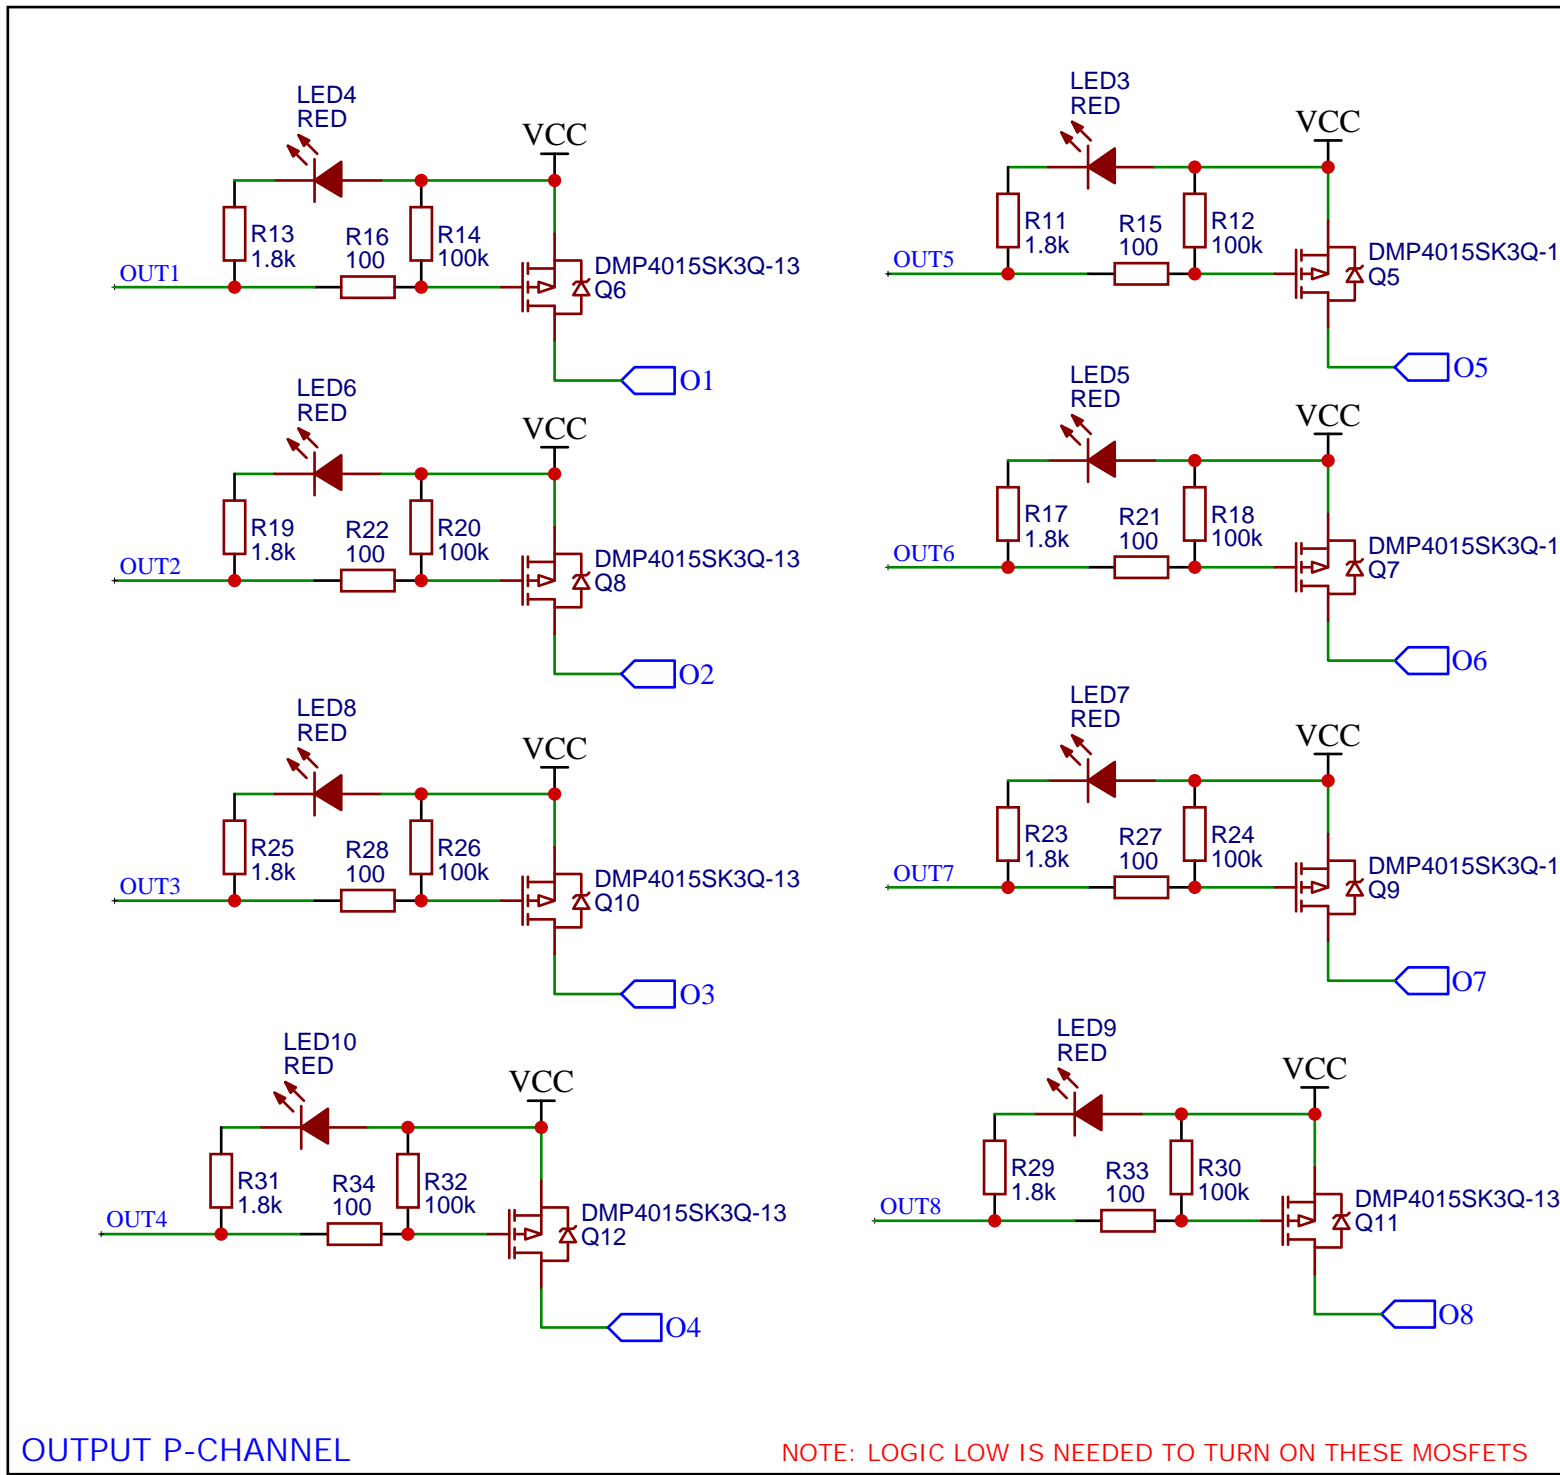 LED4
RED
VCC
R13
1.8k
R16
100
R14
100k
OUT1
DMP4015SK3Q-13
Q6
O1
LED3
RED
VCC
R11
1.8k
R15
100
R12
100k
OUT5
DMP4015SK3Q-1
Q5
O5
LED6
RED
VCC
R19
1.8k
R22
100
R20
100k
OUT2
DMP4015SK3Q-13
Q8
O2
LED5
RED
VCC
R17
1.8k
R21
100
R18
100k
OUT6
DMP4015SK3Q-1
Q7
O6
LED8
RED
VCC
R25
1.8k
R28
100
R26
100k
OUT3
DMP4015SK3Q-13
Q10
O3
LED7
RED
VCC
R23
1.8k
R27
100
R24
100k
OUT7
DMP4015SK3Q-1
Q9
O7
LED10
RED
VCC
R31
1.8k
R34
100
R32
100k
OUT4
DMP4015SK3Q-13
Q12
O4
LED9
RED
VCC
R29
1.8k
R33
100
R30
100k
OUT8
DMP4015SK3Q-13
Q11
O8
OUTPUT P-CHANNEL
NOTE: LOGIC LOW IS NEEDED TO TURN ON THESE MOSFETS